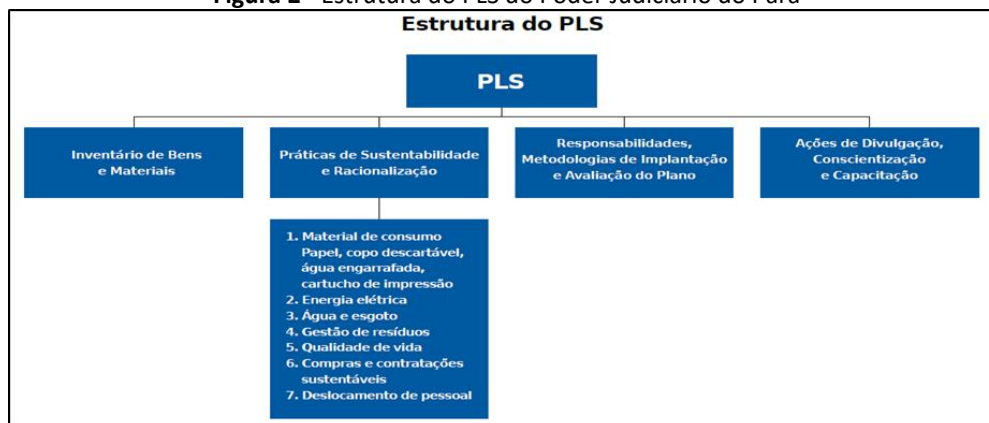 Estrutura do PLS
PLS
Inventário de Bens
e Materiais
Práticas de Sustentabilidade
e Racionalização
Responsabilidades,
Metodologias de Implantação
e Avaliação do Plano
Ações de Divulgação,
Conscientização
e Capacitação
1. Material de consumo
Papel, copo descartável,
água engarrafada,
cartucho de impressão
2. Energia elétrica
3. Água e esgoto
4. Gestão de resíduos
5. Qualidade de vida
6. Compras e contratações
sustentáveis
7. Deslocamento de pessoal